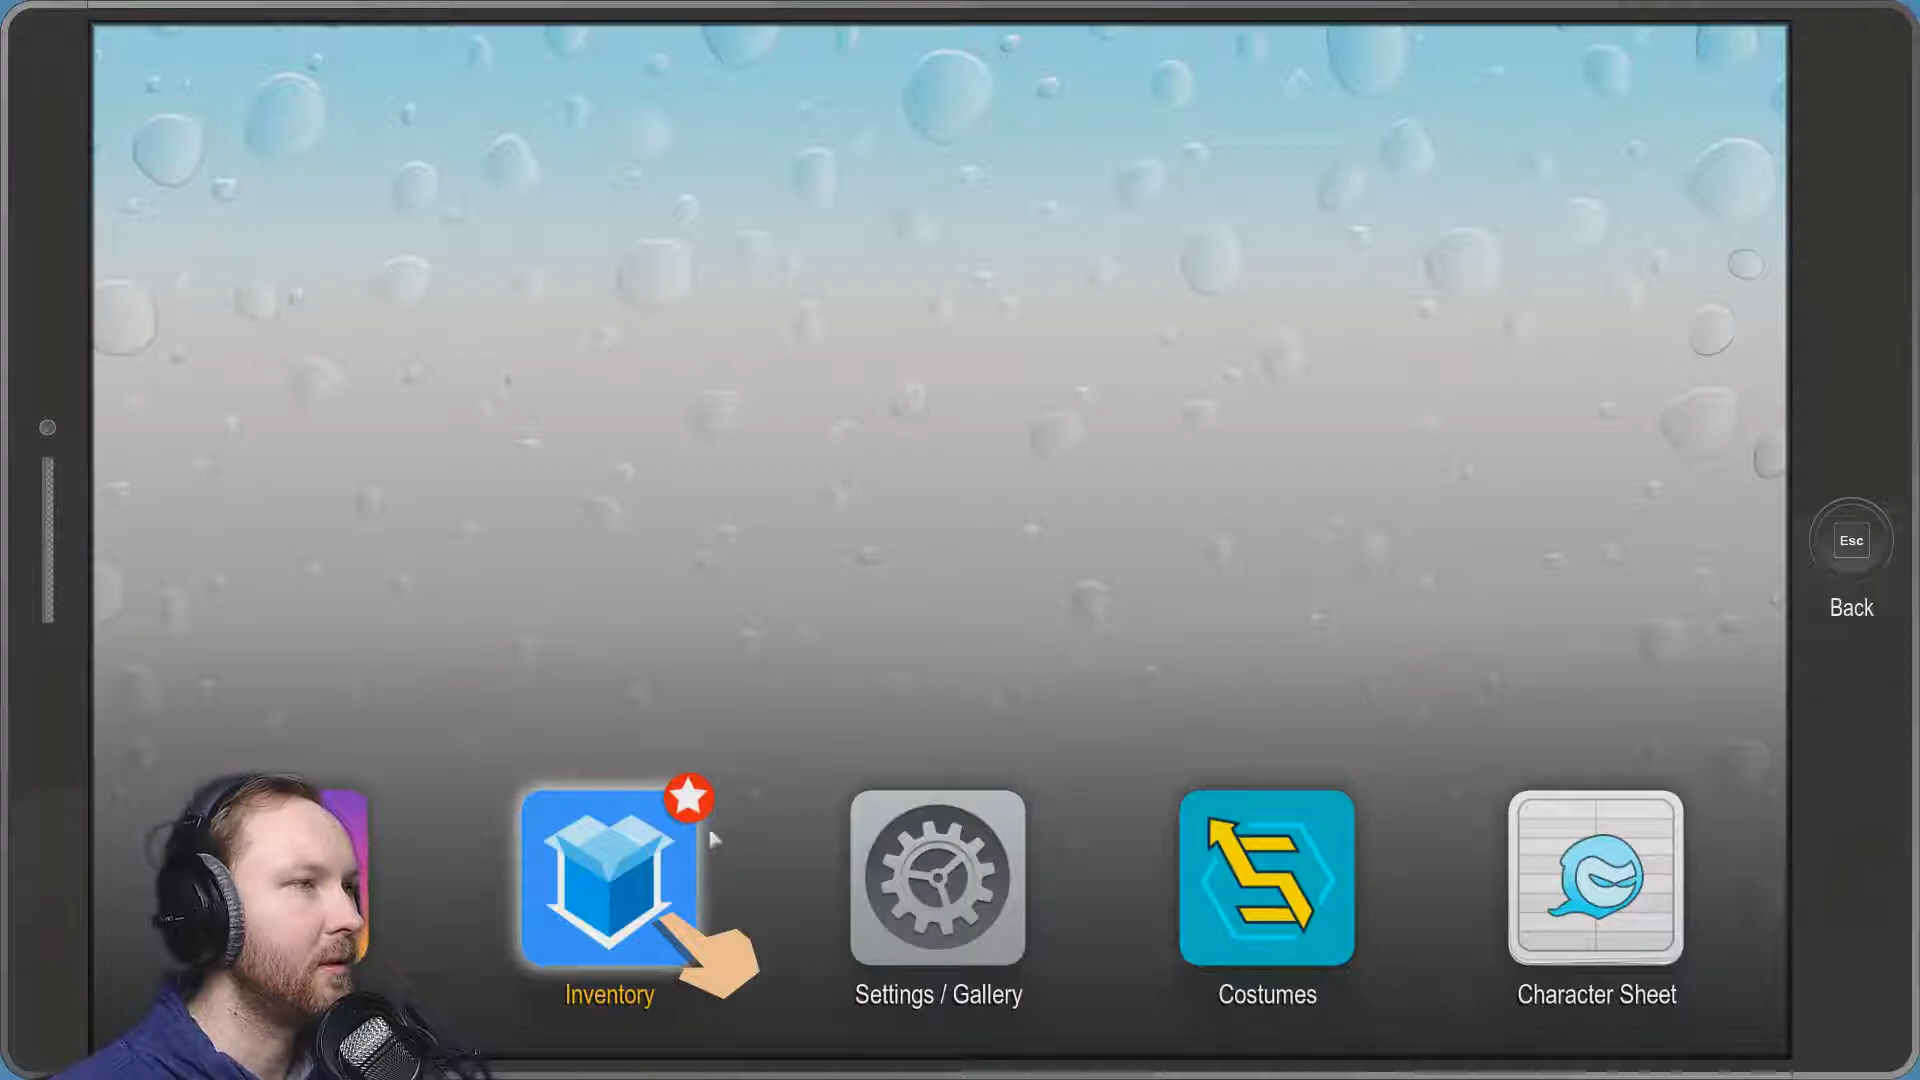 Esc
Back
Inventory
Settings / Gallery
Costumes
Character Sheet